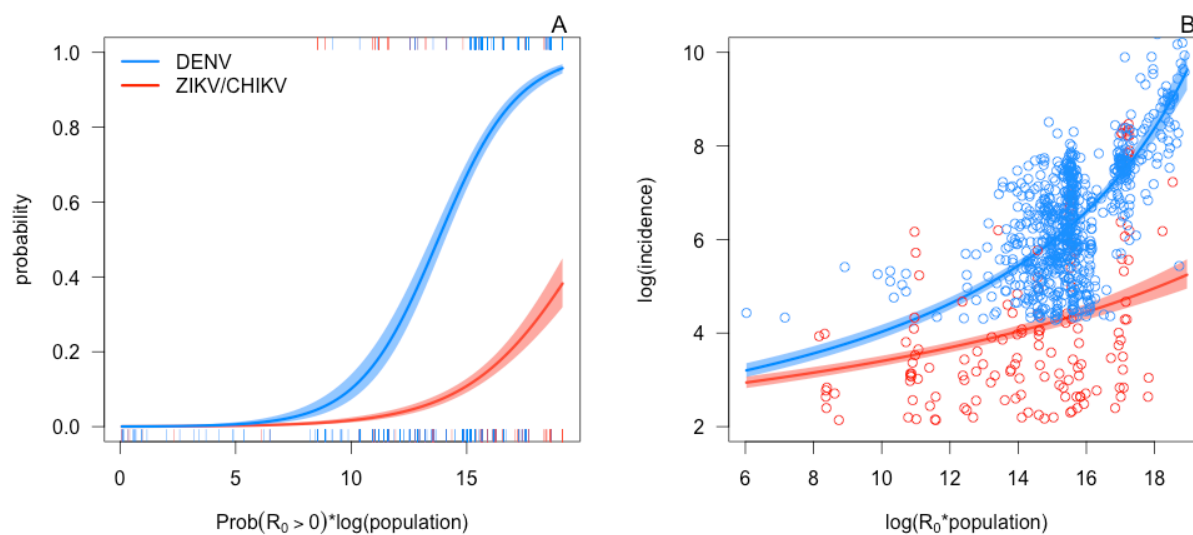 A
1.0
0.8
0.6
0.4
0.2
0.0
probability
DENV
ZIKV/CHIKV
0 5 10 15
Prob(R₀ > 0)*log(population)
B
10
8
6
4
2
log(incidence)
6 8 10 12 14 16 18
log(R₀*population)